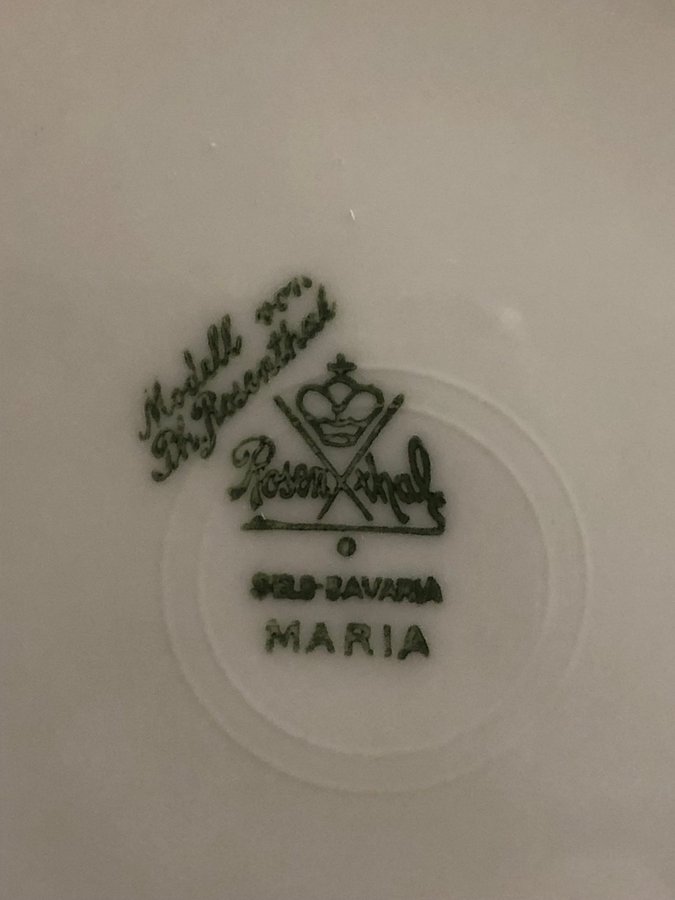 Modell von
Ph. Rosenthal
Rosenthal
SELB-BAVARIA
MARIA